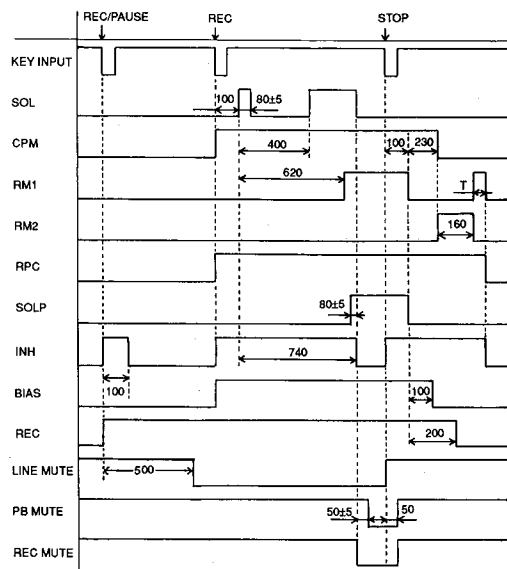 REC/PAUSE REC STOP
KEY INPUT
SOL 100 80±5
CPM 400 100 230
RM1 620 T
RM2 160
RPC
SOLP 80±5
INH 740
100
BIAS 100
REC 200
LINE MUTE 500
PB MUTE 50±5 50
REC MUTE